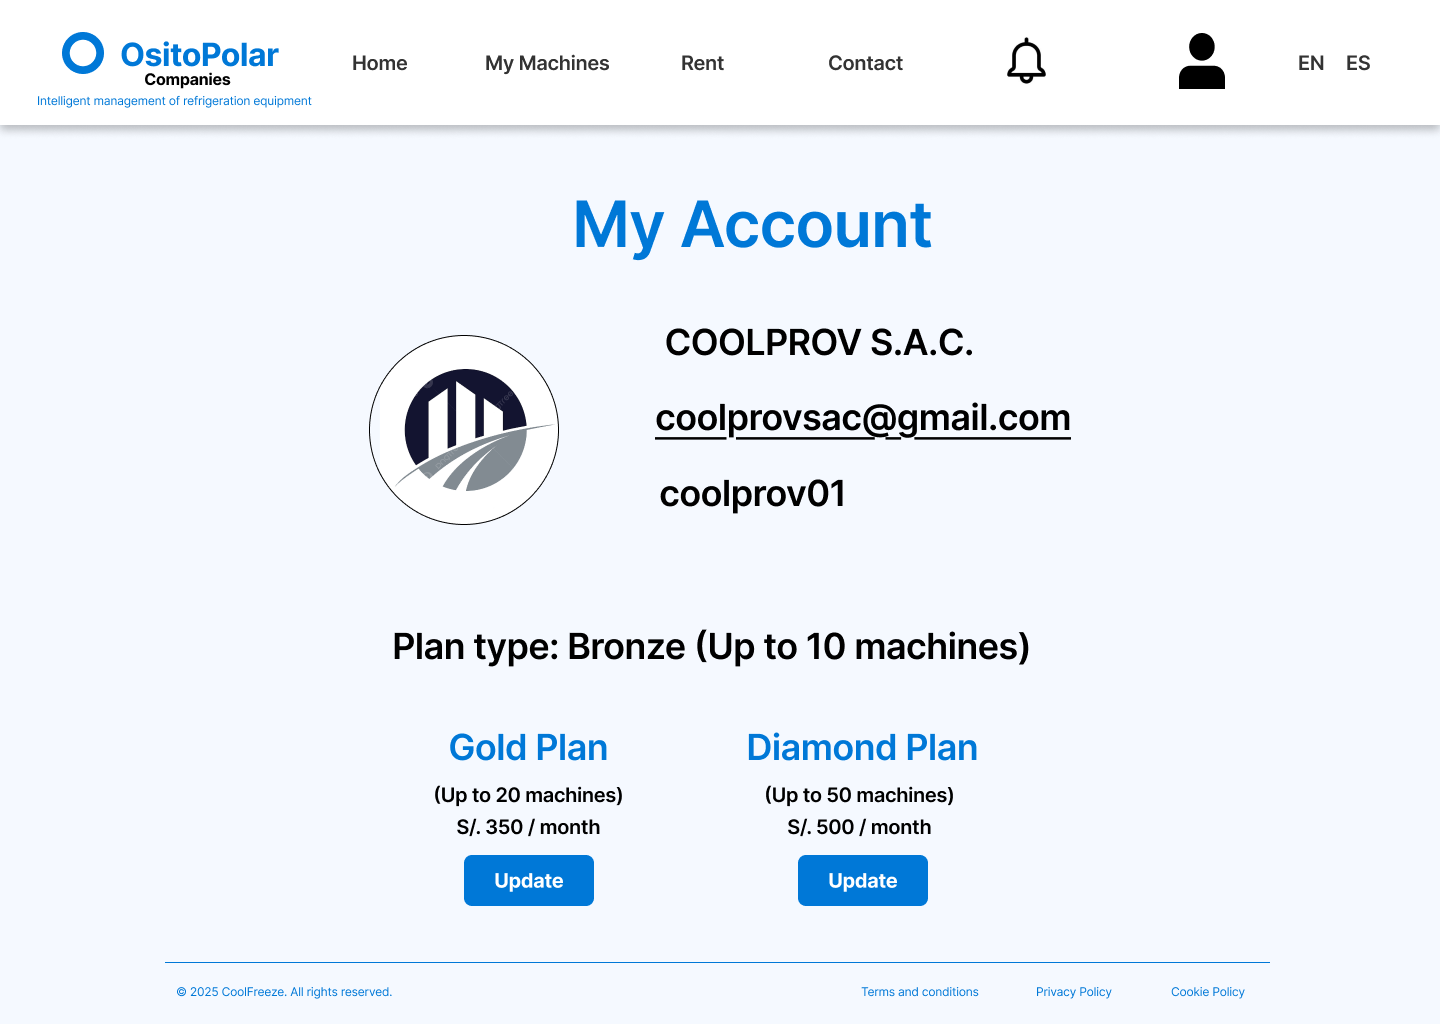 OsitoPolar
Companies
Intelligent management of refrigeration equipment
Home
My Machines
Rent
Contact
EN
ES
My Account
COOLPROV S.A.C.
coolprovsac@gmail.com
coolprov01
Plan type: Bronze (Up to 10 machines)
Gold Plan
(Up to 20 machines)
S/. 350 / month
Update
Diamond Plan
(Up to 50 machines)
S/. 500 / month
Update
© 2025 CoolFreeze. All rights reserved.
Terms and conditions
Privacy Policy
Cookie Policy